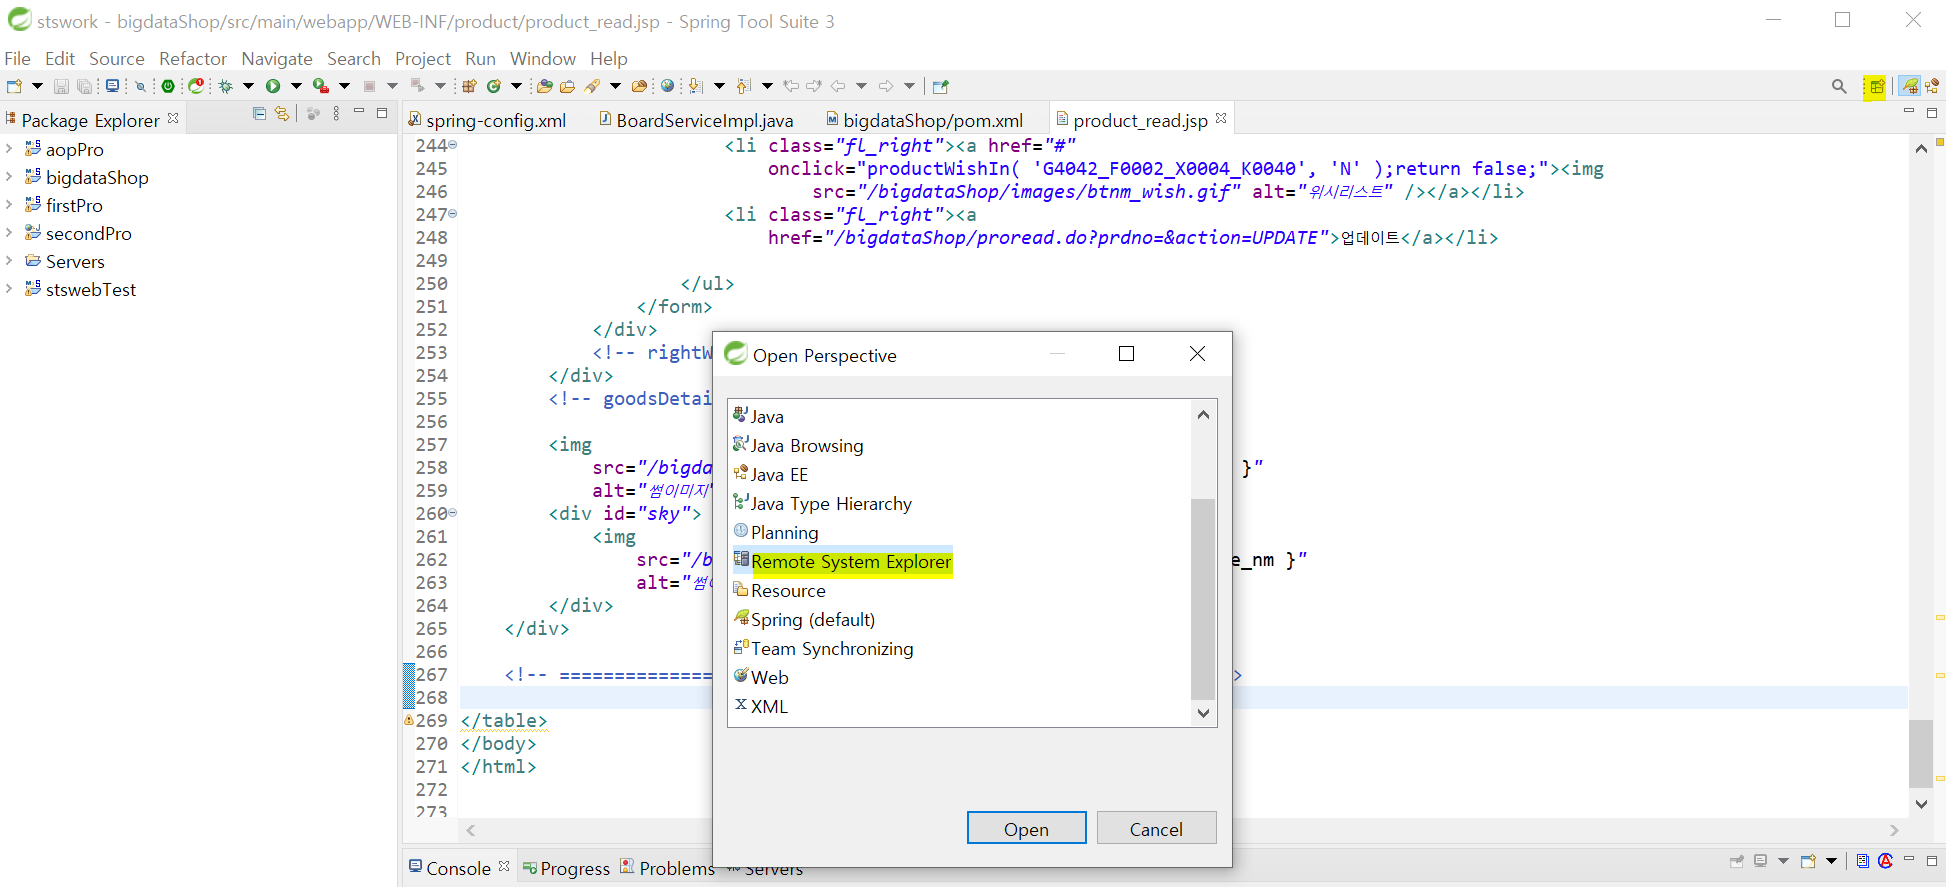 stswork - bigdataShop/src/main/webapp/WEB-INF/product/product_read.jsp - Spring Tool Suite 3
File Edit Source Refactor Navigate Search Project Run Window Help
Package Explorer
aopPro
bigdataShop
firstPro
secondPro
Servers
stswebTest
spring-config.xml BoardServiceImpl.java bigdataShop/pom.xml product_read.jsp
244 <li class="fl_right"><a href="#"
245 onclick="productWishIn( 'G4042_F0002_X0004_K0040', 'N' );return false;"><img
246 src="/bigdataShop/images/btnm_wish.gif" alt="위시리스트" /></a></li>
247 <li class="fl_right"><a
248 href="/bigdataShop/proread.do?prdno=&action=UPDATE">업데이트</a></li>
249
250 </ul>
251 </form>
252 </div>
253 <!-- rightW
254 </div>
255 <!-- goodsDetai
256
257 <img
258 src="/bigda }"
259 alt="썸이미지"
260 <div id="sky">
261 <img
262 src="/b e_nm }"
263 alt="썸
264 </div>
265 </div>
266
267 <!-- ============== >
268
269 </table>
270 </body>
271 </html>
272
273
Open Perspective
Java
Java Browsing
Java EE
Java Type Hierarchy
Planning
Remote System Explorer
Resource
Spring (default)
Team Synchronizing
Web
XML
Open Cancel
Console Progress Problems Servers